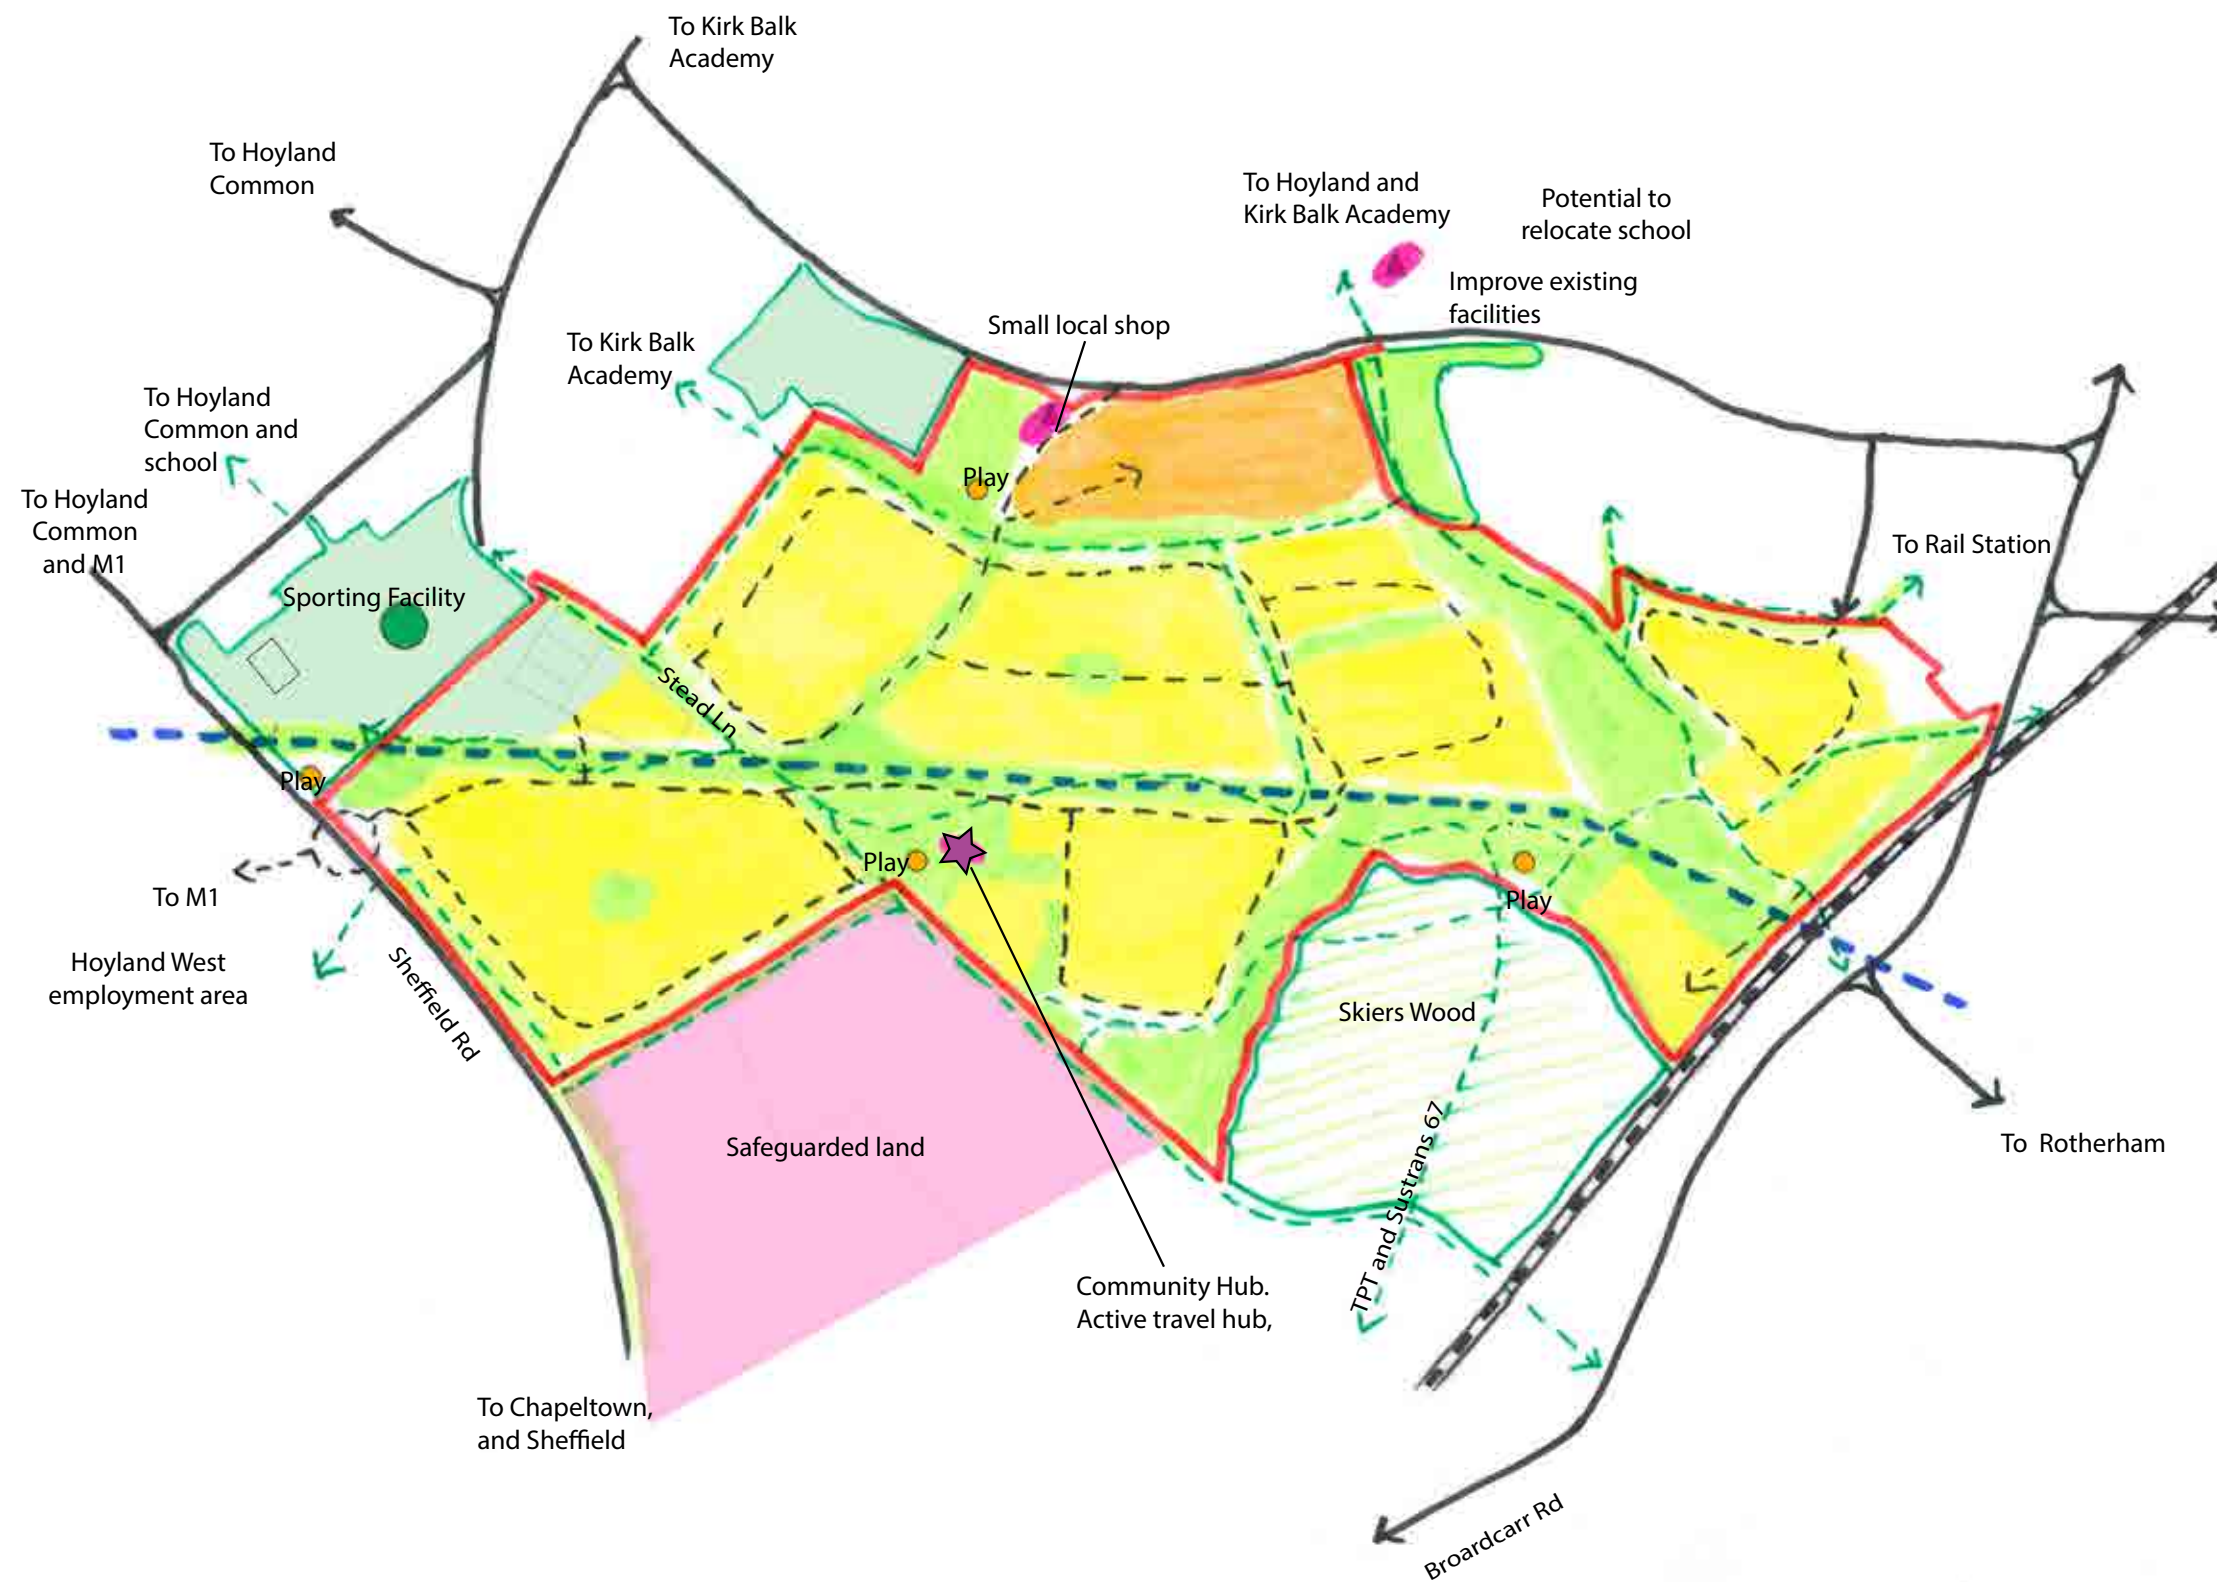 To Kirk Balk
Academy
To Hoyland
Common
To Hoyland and
Kirk Balk Academy
Potential to
relocate school
Improve existing
facilities
Small local shop
To Kirk Balk
Academy
To Hoyland
Common and
school
To Hoyland
Common
and M1
Play
To Rail Station
Sporting Facility
Stead Ln
Play
Play
Play
To M1
Hoyland West
employment area
Sheffield Rd
Skiers Wood
Safeguarded land
To Rotherham
TPT and Sustrans 67
Community Hub.
Active travel hub,
To Chapeltown,
and Sheffield
Broardcarr Rd